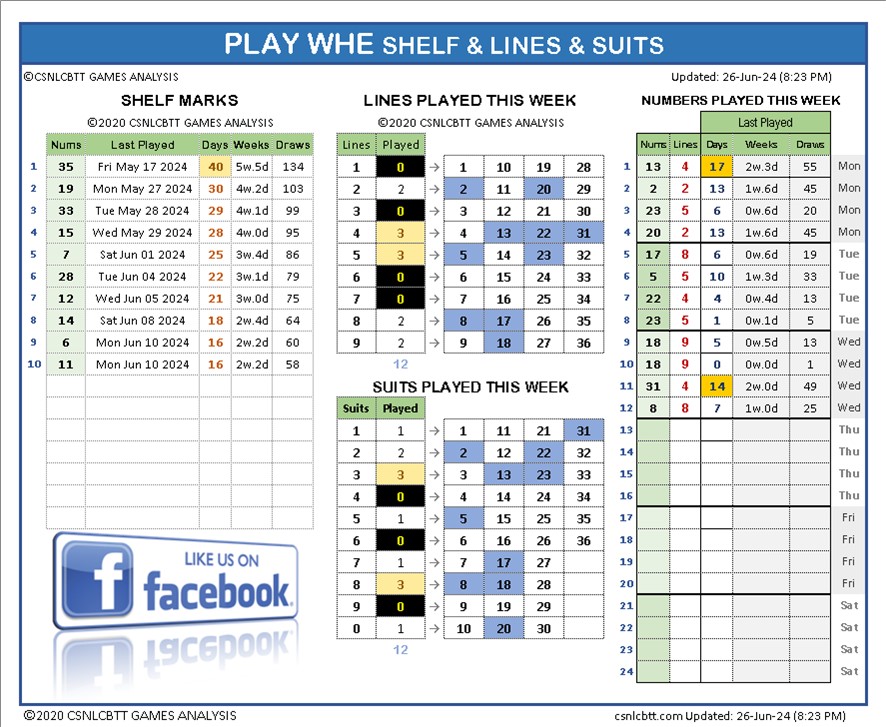 PLAY WHE SHELF & LINES & SUITS
©CSNLCBTT GAMES ANALYSIS
Updated: 26-Jun-24 (8:23 PM)
SHELF MARKS
©2020 CSNLCBTT GAMES ANALYSIS
Nums Last Played Days Weeks Draws
1 35 Fri May 17 2024 40 5w.5d 134
2 19 Mon May 27 2024 30 4w.2d 103
3 33 Tue May 28 2024 29 4w.1d 99
4 15 Wed May 29 2024 28 4w.0d 95
5 7 Sat Jun 01 2024 25 3w.4d 86
6 28 Tue Jun 04 2024 22 3w.1d 79
7 12 Wed Jun 05 2024 21 3w.0d 75
8 14 Sat Jun 08 2024 18 2w.4d 64
9 6 Mon Jun 10 2024 16 2w.2d 60
10 11 Mon Jun 10 2024 16 2w.2d 58
LIKE US ON
facebook.
LINES PLAYED THIS WEEK
©2020 CSNLCBTT GAMES ANALYSIS
Lines Played
1 0 → 1 10 19 28
2 2 → 2 11 20 29
3 0 → 3 12 21 30
4 3 → 4 13 22 31
5 3 → 5 14 23 32
6 0 → 6 15 24 33
7 0 → 7 16 25 34
8 2 → 8 17 26 35
9 2 → 9 18 27 36
12
SUITS PLAYED THIS WEEK
Suits Played
1 1 → 1 11 21 31
2 2 → 2 12 22 32
3 3 → 3 13 23 33
4 0 → 4 14 24 34
5 1 → 5 15 25 35
6 0 → 6 16 26 36
7 1 → 7 17 27
8 3 → 8 18 28
9 0 → 9 19 29
0 1 → 10 20 30
12
NUMBERS PLAYED THIS WEEK
Last Played
Nums Lines Days Weeks Draws
1 13 4 17 2w.3d 55 Mon
2 2 2 13 1w.6d 45 Mon
3 23 5 6 0w.6d 20 Mon
4 20 2 13 1w.6d 45 Mon
5 17 8 6 0w.6d 19 Tue
6 5 5 10 1w.3d 33 Tue
7 22 4 4 0w.4d 13 Tue
8 23 5 1 0w.1d 5 Tue
9 18 9 5 0w.5d 13 Wed
10 18 9 0 0w.0d 1 Wed
11 31 4 14 2w.0d 49 Wed
12 8 8 7 1w.0d 25 Wed
13 Thu
14 Thu
15 Thu
16 Thu
17 Fri
18 Fri
19 Fri
20 Fri
21 Sat
22 Sat
23 Sat
24 Sat
©2020 CSNLCBTT GAMES ANALYSIS
csnlcbtt.com Updated: 26-Jun-24 (8:23 PM)